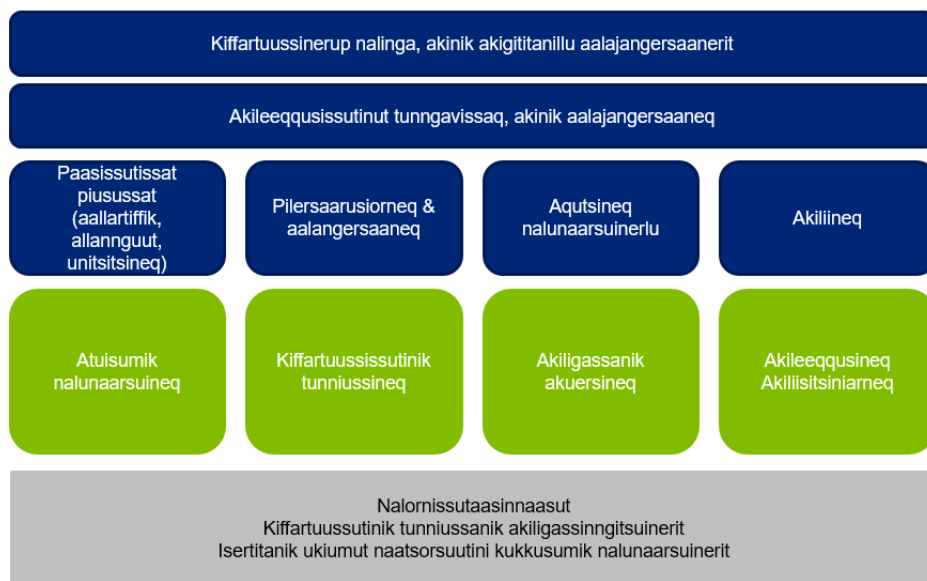 Kiffartuussinerup nalinga, akinik akigititanillu aalajangersaanerit
Akileeqqusissutinut tunngavissaq, akinik aalajangersaaneq
Paasissutissat
piusussat
(aallartiffik,
allannguut,
unitsitsineq)
Pilersaarusiorneq &
aalangersaaneq
Aqutsineq
nalunaarsuinerlu
Akiliineq
Atuisumik
nalunaarsuineq
Kiffartuussissutinik
tunniussineq
Akiligassanik
akuersineq
Akileeqqusineq
Akiliisitsiniarneq
Nalornissutaasinnaasut
Kiffartuussutinik tunniussanik akiligassinngitsuinerit
Isertitanik ukiumut naatsorsuutini kukkusumik nalunaarsuinerit